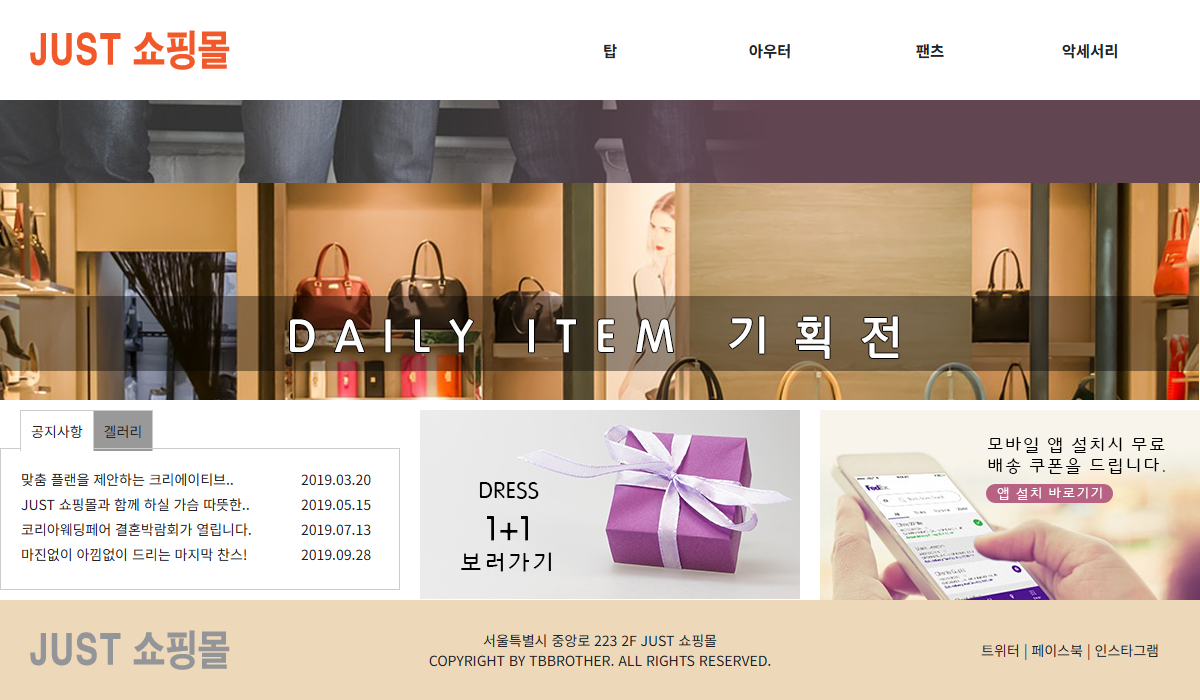 JUST 쇼핑몰
탑 아우터 팬츠 악세서리
DAILY ITEM 기획전
공지사항 겔러리
맞춤 플랜을 제안하는 크리에이티브.. 2019.03.20
JUST 쇼핑몰과 함께 하실 가슴 따뜻한.. 2019.05.15
코리아웨딩페어 결혼박람회가 열립니다. 2019.07.13
마진없이 아낌없이 드리는 마지막 찬스! 2019.09.28
DRESS
1+1
보러가기
모바일 앱 설치시 무료
배송 쿠폰을 드립니다.
앱 설치 바로기기
FedEx
JUST 쇼핑몰
서울특별시 중앙로 223 2F JUST 쇼핑몰
COPYRIGHT BY TBBROTHER. ALL RIGHTS RESERVED.
트위터 | 페이스북 | 인스타그램